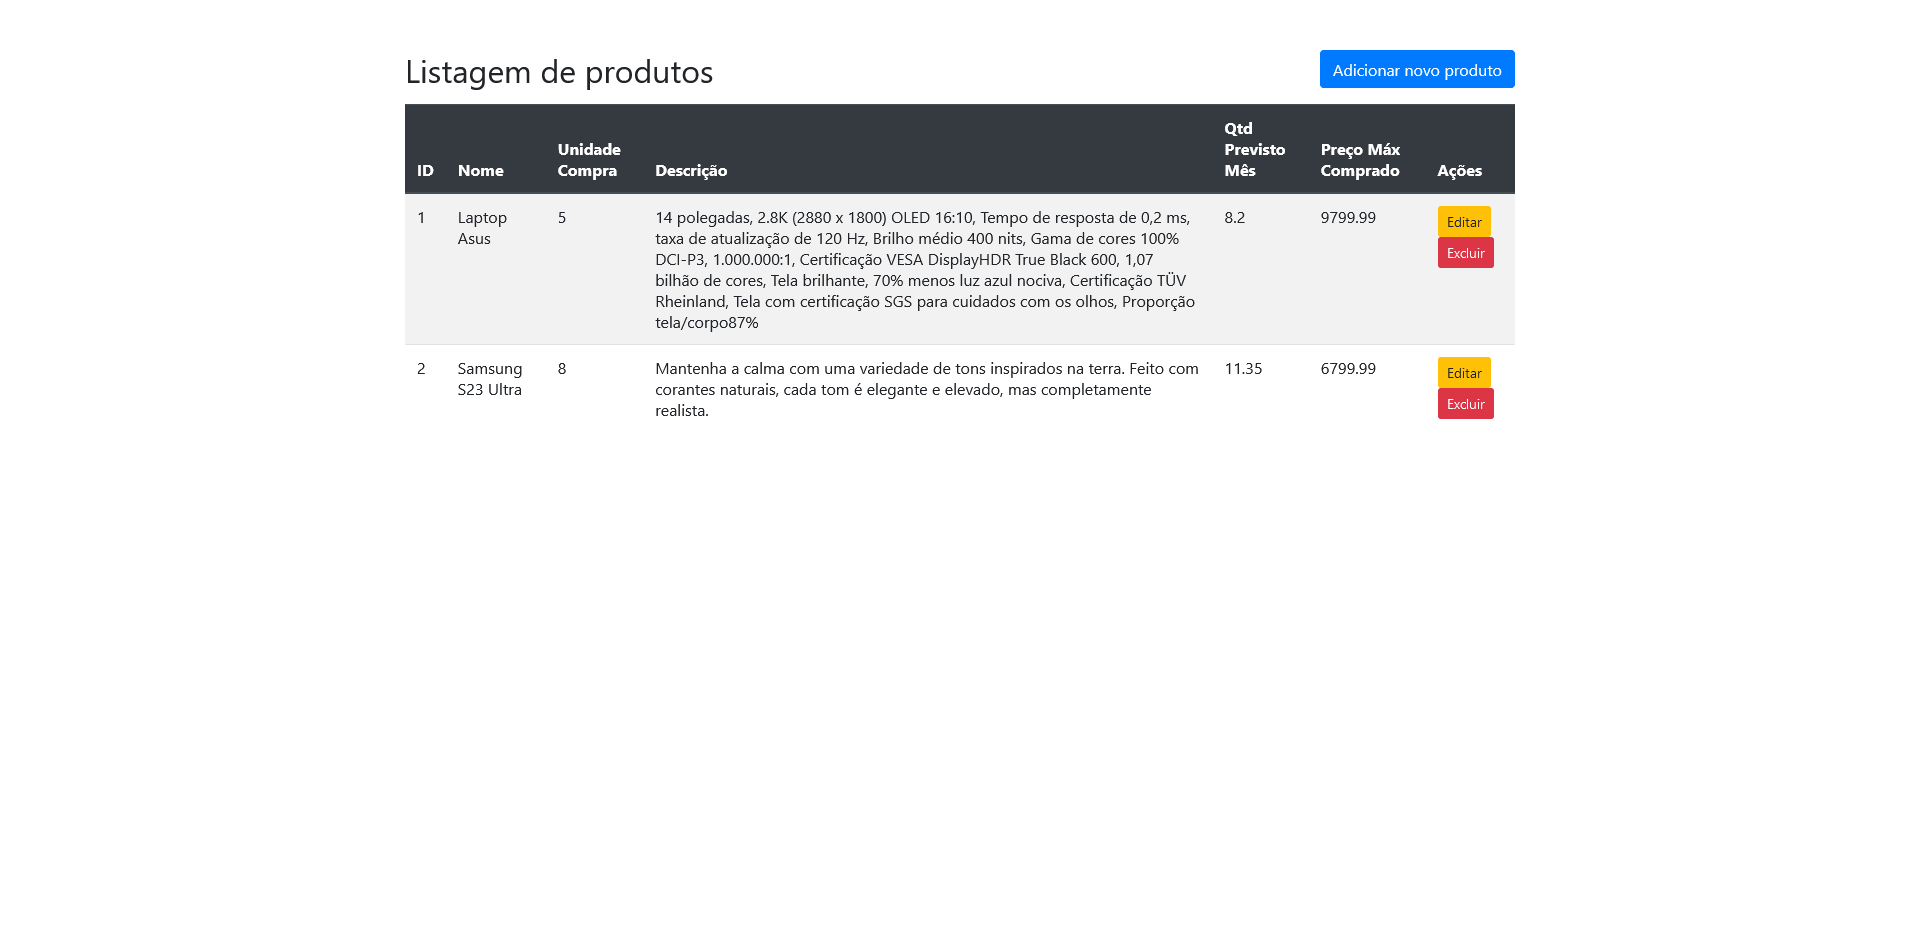 Listagem de produtos
Adicionar novo produto
ID
Nome
Unidade
Compra
Descrição
Qtd
Previsto
Mês
Preço Máx
Comprado
Ações
1
Laptop
Asus
5
14 polegadas, 2.8K (2880 x 1800) OLED 16:10, Tempo de resposta de 0,2 ms,
taxa de atualização de 120 Hz, Brilho médio 400 nits, Gama de cores 100%
DCI-P3, 1.000.000:1, Certificação VESA DisplayHDR True Black 600, 1,07
bilhão de cores, Tela brilhante, 70% menos luz azul nociva, Certificação TÜV
Rheinland, Tela com certificação SGS para cuidados com os olhos, Proporção
tela/corpo87%
8.2
9799.99
Editar
Excluir
2
Samsung
S23 Ultra
8
Mantenha a calma com uma variedade de tons inspirados na terra. Feito com
corantes naturais, cada tom é elegante e elevado, mas completamente
realista.
11.35
6799.99
Editar
Excluir